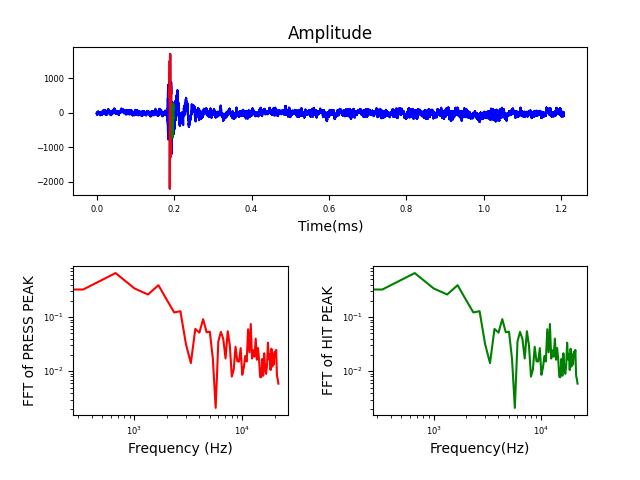 Amplitude
1000
0
−1000
−2000
0.0 0.2 0.4 0.6 0.8 1.0 1.2
Time(ms)
FFT of PRESS PEAK
10⁻¹
10⁻²
10³ 10⁴
Frequency (Hz)
FFT of HIT PEAK
10⁻¹
10⁻²
10³ 10⁴
Frequency(Hz)